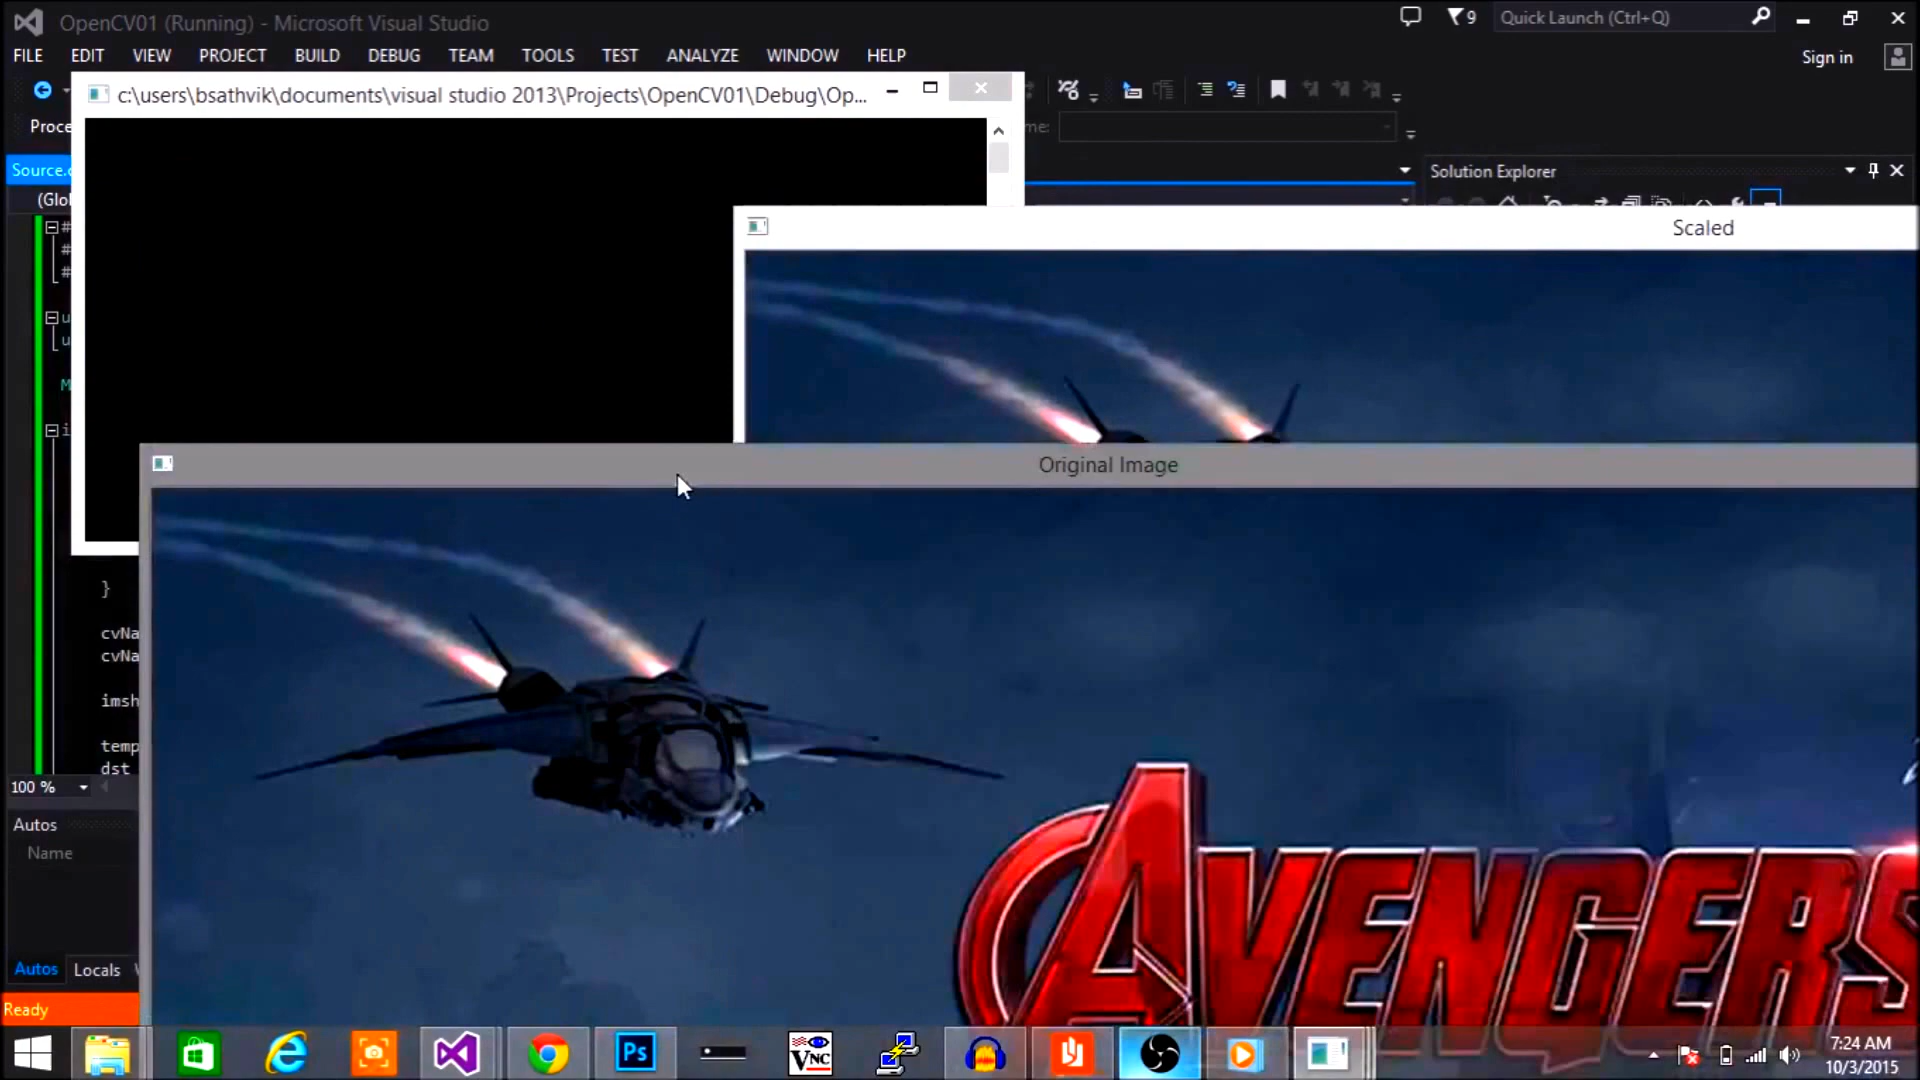 OpenCV01 (Running) - Microsoft Visual Studio
9
Quick Launch (Ctrl+Q)
FILE EDIT VIEW PROJECT BUILD DEBUG TEAM TOOLS TEST ANALYZE WINDOW HELP
Sign in
c:\users\bsathvik\documents\visual studio 2013\Projects\OpenCV01\Debug\Op...
Proce
me:
Source.c
Solution Explorer
(Glol
Scaled
#
#
#
u
u
M
i
Original Image
}
cvNa
cvNa
imsh
temp
dst
100 %
Autos
Name
AVENGERS
Autos Locals
Ready
Ps
VNC
7:24 AM
10/3/2015